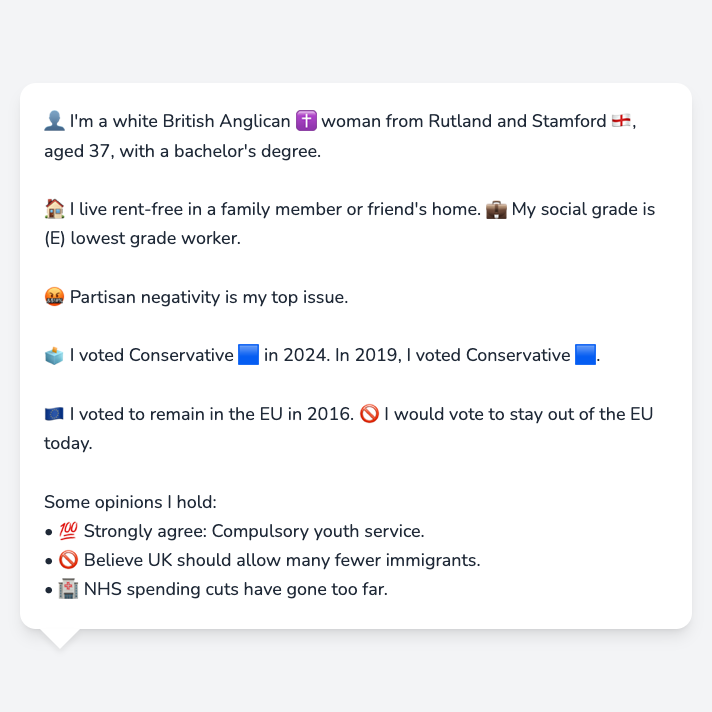 👤 I'm a white British Anglican ✝️ woman from Rutland and Stamford 🏴󠁧󠁢󠁥󠁮󠁧󠁿,
aged 37, with a bachelor's degree.
🏠 I live rent-free in a family member or friend's home. 💼 My social grade is
(E) lowest grade worker.
🤬 Partisan negativity is my top issue.
🗳️ I voted Conservative 🟦 in 2024. In 2019, I voted Conservative 🟦.
🇪🇺 I voted to remain in the EU in 2016. 🚫 I would vote to stay out of the EU
today.
Some opinions I hold:
• 💯 Strongly agree: Compulsory youth service.
• 🚫 Believe UK should allow many fewer immigrants.
• 🏥 NHS spending cuts have gone too far.